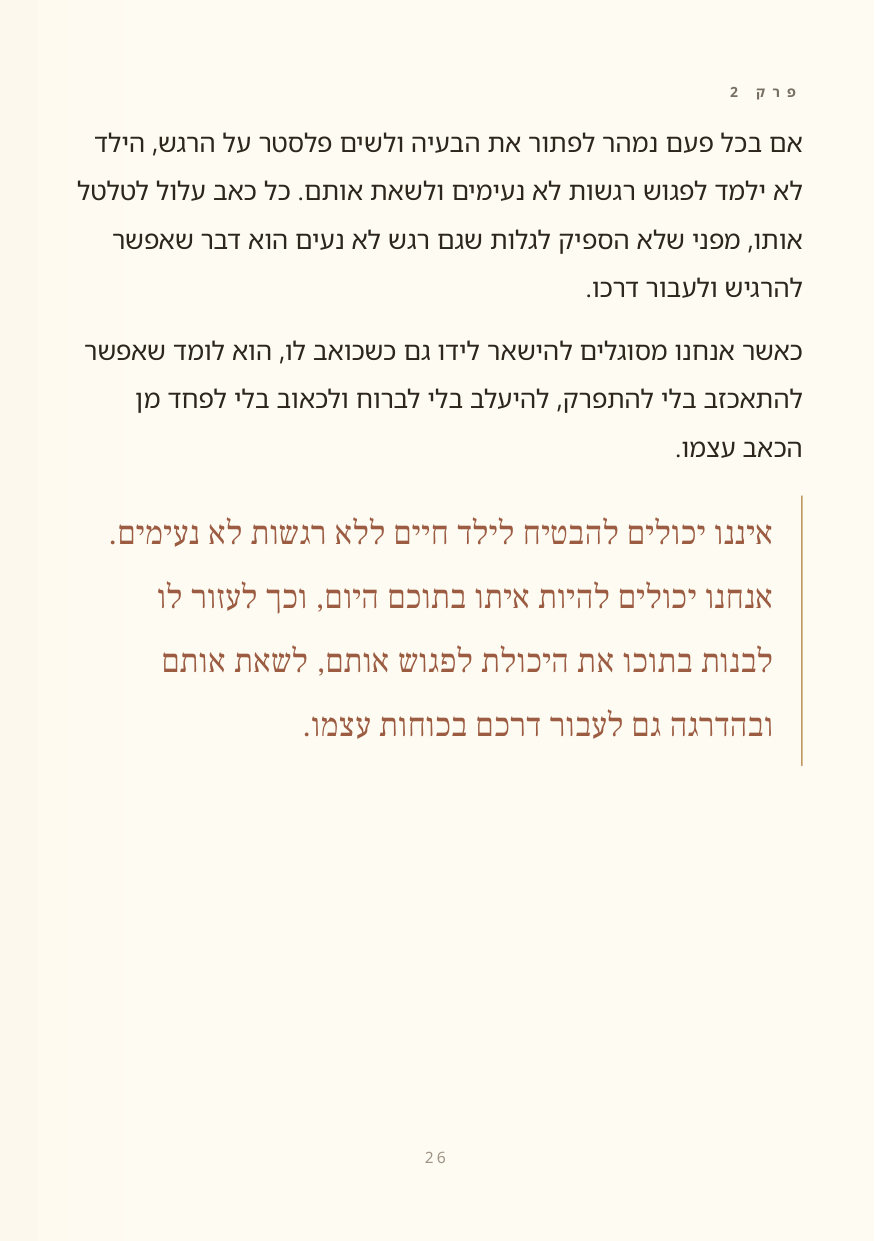 פרק 2
אם בכל פעם נמהר לפתור את הבעיה ולשים פלסטר על הרגש, הילד
לא ילמד לפגוש רגשות לא נעימים ולשאת אותם. כל כאב עלול לטלטל
אותו, מפני שלא הספיק לגלות שגם רגש לא נעים הוא דבר שאפשר
להרגיש ולעבור דרכו.
כאשר אנחנו מסוגלים להישאר לידו גם כשכואב לו, הוא לומד שאפשר
להתאכזב בלי להתפרק, להיעלב בלי לברוח ולכאוב בלי לפחד מן
הכאב עצמו.
איננו יכולים להבטיח לילד חיים ללא רגשות לא נעימים.
אנחנו יכולים להיות איתו בתוכם היום, וכך לעזור לו
לבנות בתוכו את היכולת לפגוש אותם, לשאת אותם
ובהדרגה גם לעבור דרכם בכוחות עצמו.
26